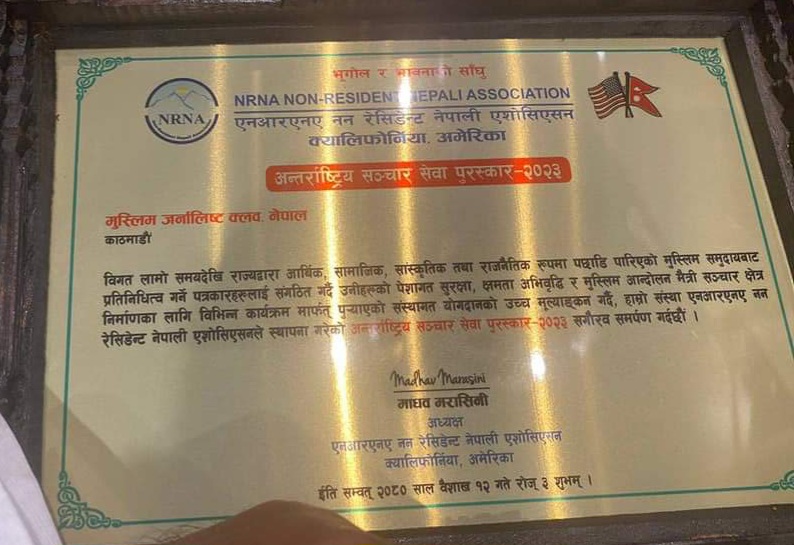 भूगोल र भावनाको साँघु
NRNA
NRNA NON-RESIDENT NEPALI ASSOCIATION
एनआरएनए नन रेसिडेन्ट नेपाली एशोसिएसन
क्यालिफोर्निया, अमेरिका
अन्तर्राष्ट्रिय सञ्चार सेवा पुरस्कार-२०२३
मुस्लिम जर्नालिष्ट क्लव, नेपाल
काठमाडौं
विगत लामो समयदेखि राज्यद्वारा आर्थिक, सामाजिक, सांस्कृतिक तथा राजनैतिक रूपमा पछाडि पारिएको मुस्लिम समुदायबाट
प्रतिनिधित्व गर्ने पत्रकारहरूलाई संगठित गर्दै उनीहरूको पेशागत सुरक्षा, क्षमता अभिवृद्दि र मुस्लिम आन्दोलन मैत्री सञ्चार क्षेत्र
निर्माणका लागि विभिन्न कार्यक्रम मार्फत् पुऱ्याएको संस्थागत योगदानको उच्च मूल्याङ्कन गर्दै, हाम्रो संस्था एनआरएनए नन
रेसिडेन्ट नेपाली एशोसिएसनले स्थापना गरेको अन्तर्राष्ट्रिय सञ्चार सेवा पुरस्कार-२०२३ सगौरव समर्पण गर्दछौं ।
Madhav Marasini
माधव मरासिनी
अध्यक्ष
एनआरएनए नन रेसिडेन्ट नेपाली एशोसिएसन
क्यालिफोर्निया, अमेरिका
ईति सम्वत् २०८० साल वैशाख १२ गते रोज् ३ शुभम् ।